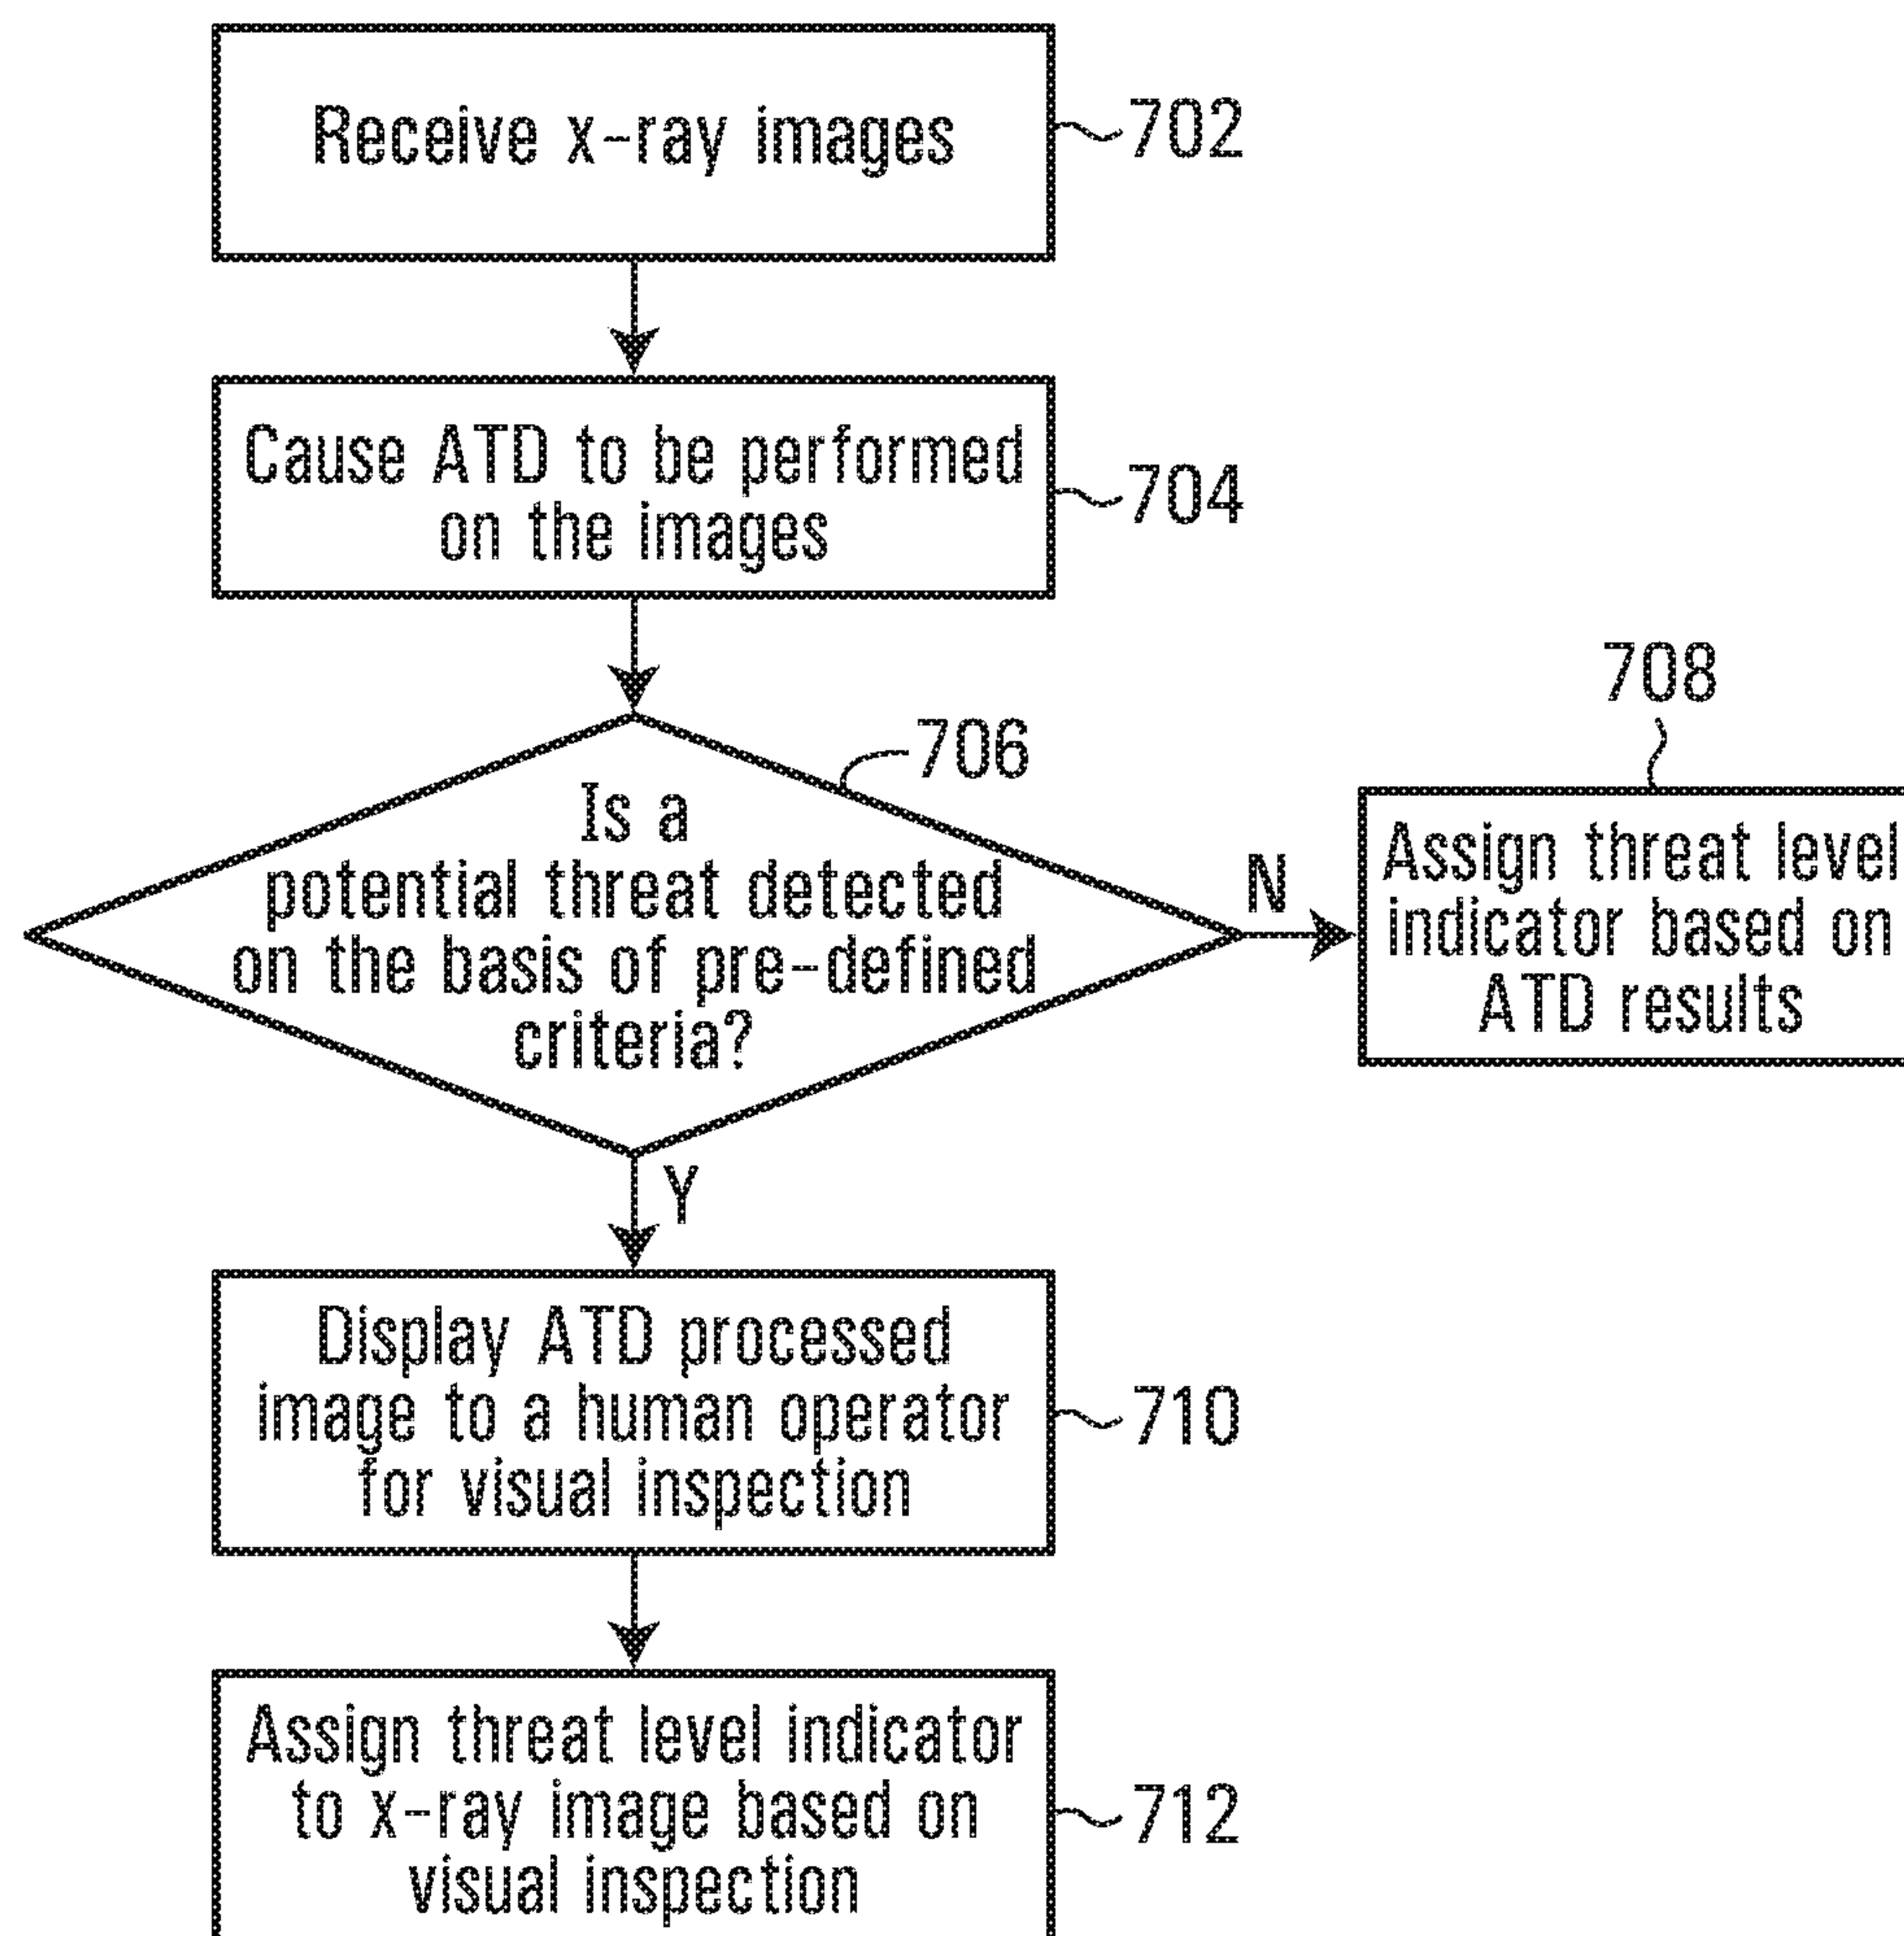 Receive x-ray images
702
Cause ATD to be performed
on the images
704
706
Is a
potential threat detected
on the basis of pre-defined
criteria?
N
708
Assign threat level
indicator based on
ATD results
Y
Display ATD processed
image to a human operator
for visual inspection
710
Assign threat level indicator
to x-ray image based on
visual inspection
712